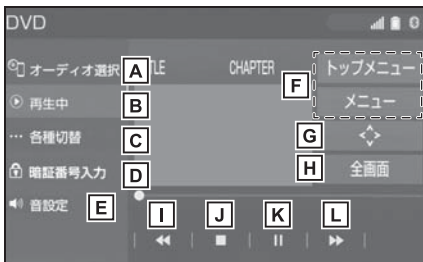 DVD
オーディオ選択 A TLE CHAPTER F トップメニュー
再生中 B メニュー
各種切替 C G
暗証番号入力 D H 全画面
音設定 E
I J K L